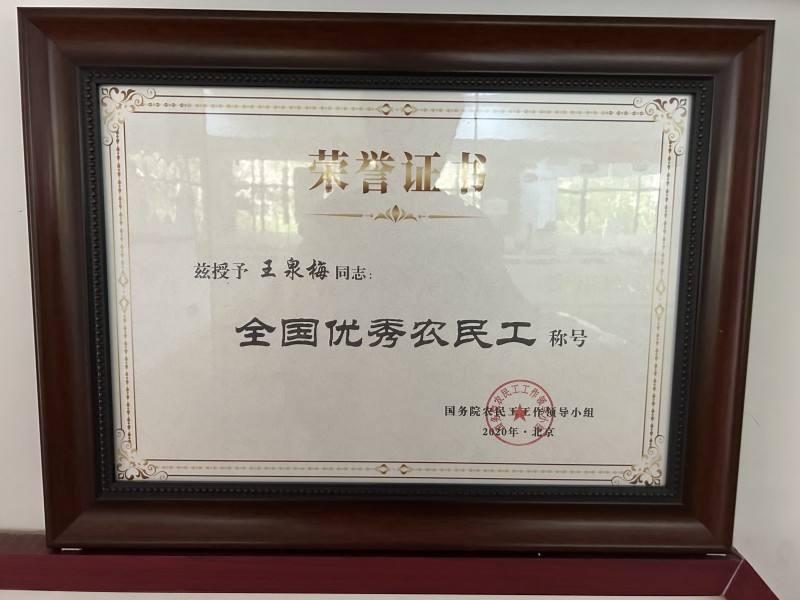 荣誉证书
兹授予 王泉梅 同志：
全国优秀农民工 称号
国务院农民工工作领导小组
2020年·北京